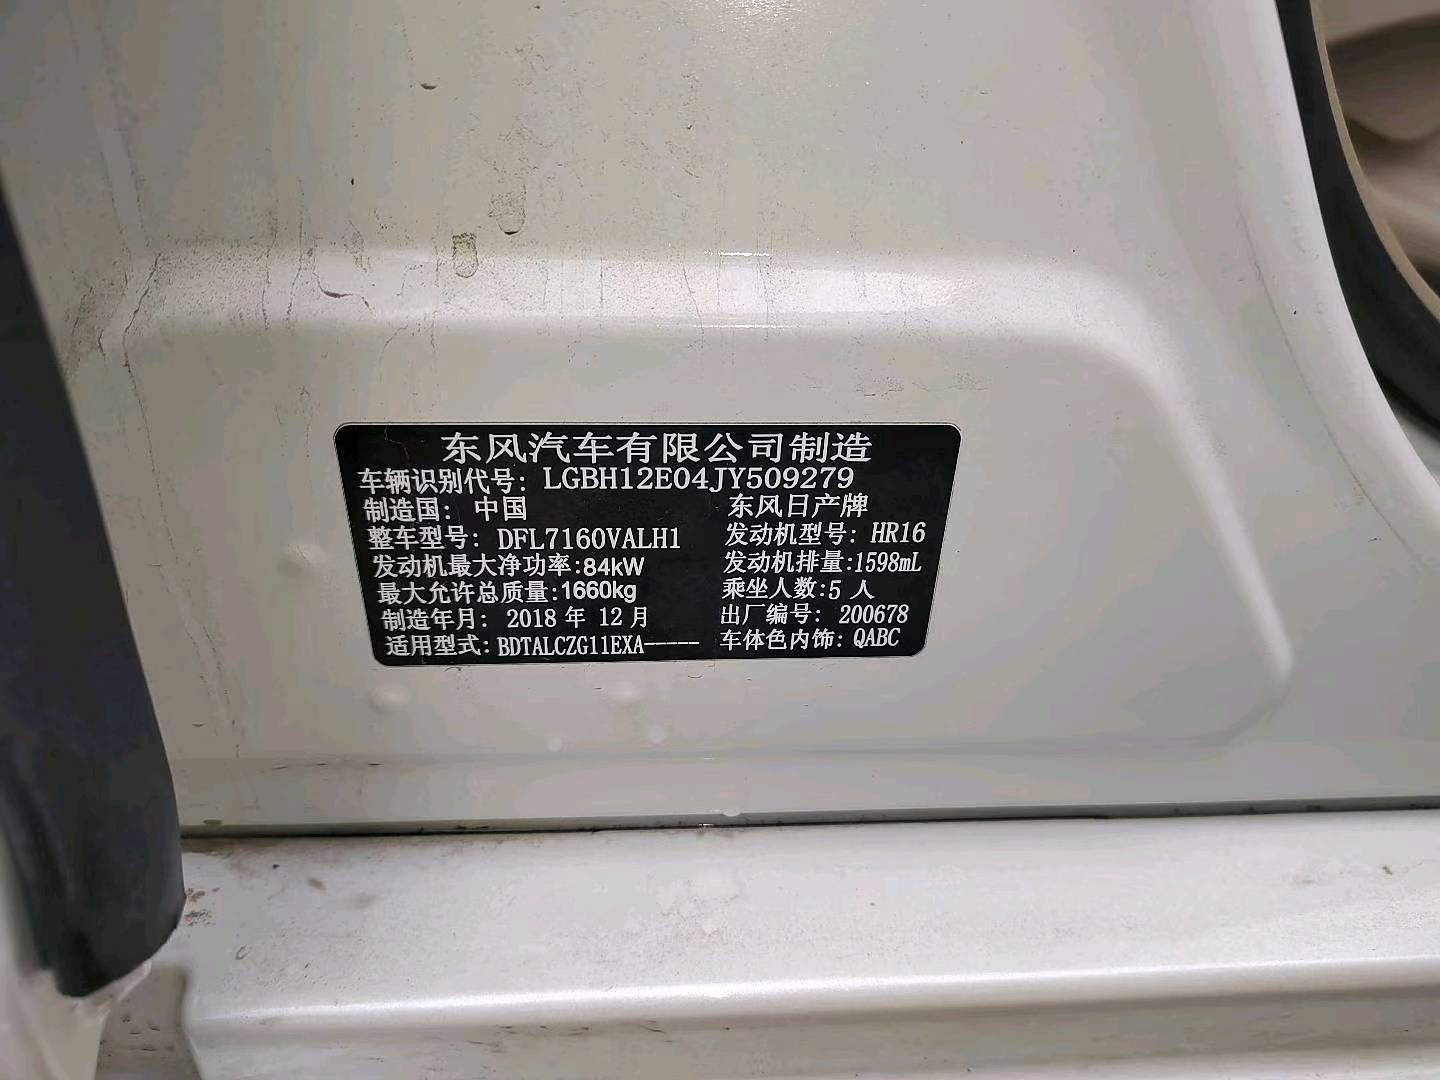 东风汽车有限公司制造
车辆识别代号: LGBH12E04JY509279
制造国: 中国 东风日产牌
整车型号: DFL7160VALH1 发动机型号: HR16
发动机最大净功率:84kW 发动机排量:1598mL
最大允许总质量:1660kg 乘坐人数:5 人
制造年月: 2018 年 12 月 出厂编号: 200678
适用型式: BDTALCZG11EXA----- 车体色内饰: QABC